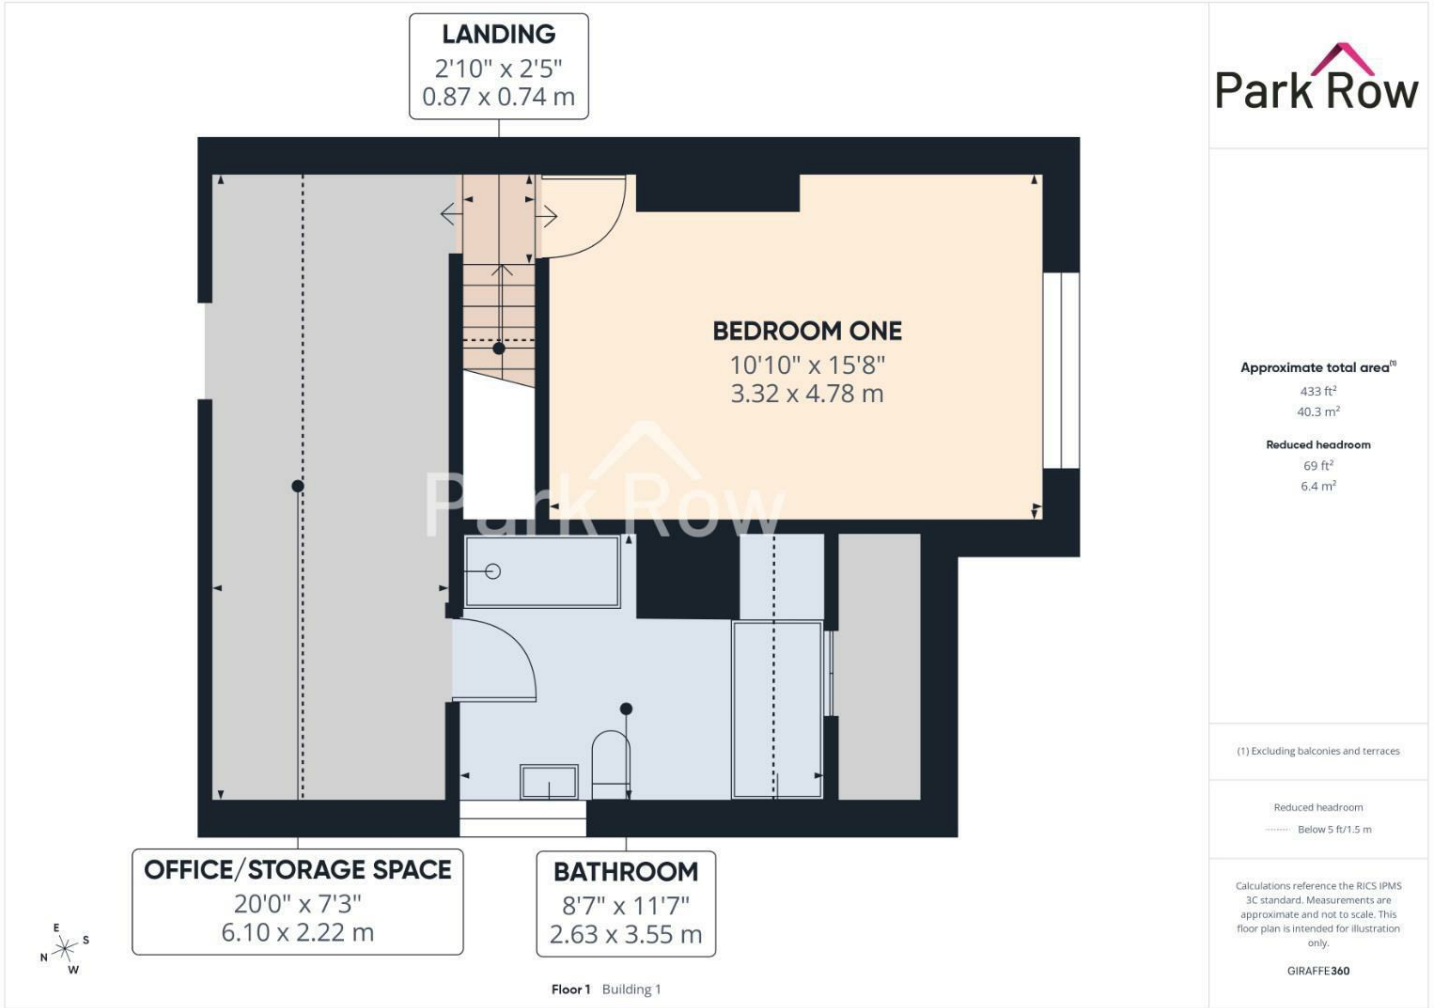 LANDING
2'10" x 2'5"
0.87 x 0.74 m
Park Row
BEDROOM ONE
10'10" x 15'8"
3.32 x 4.78 m
Park Row
Approximate total area⁽¹⁾
433 ft²
40.3 m²
Reduced headroom
69 ft²
6.4 m²
(1) Excluding balconies and terraces
Reduced headroom
Below 5 ft/1.5 m
Calculations reference the RICS IPMS
3C standard. Measurements are
approximate and not to scale. This
floor plan is intended for illustration
only.
GIRAFFE360
OFFICE/STORAGE SPACE
20'0" x 7'3"
6.10 x 2.22 m
BATHROOM
8'7" x 11'7"
2.63 x 3.55 m
E
S
N
W
Floor 1 Building 1